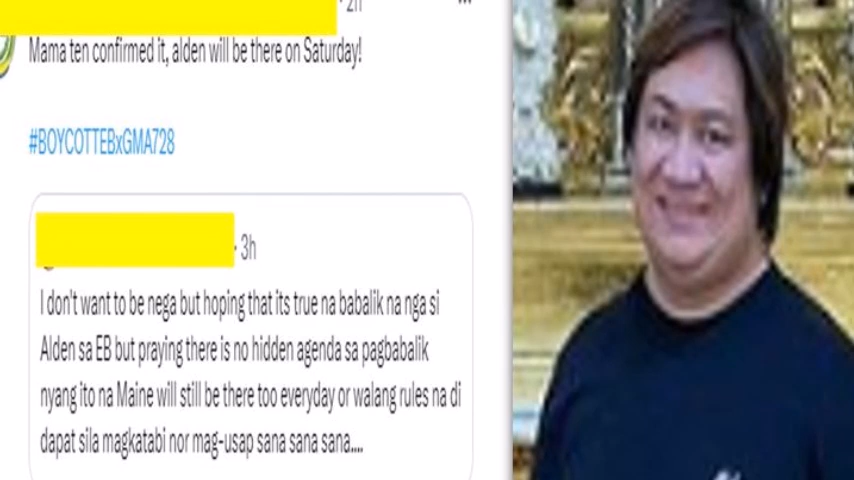 · 2h
Mama ten confirmed it, alden will be there on Saturday!
#BOYCOTTEBxGMA728
· 3h
I don't want to be nega but hoping that its true na babalik na nga si
Alden sa EB but praying there is no hidden agenda sa pagbabalik
nyang ito na Maine will still be there too everyday or walang rules na di
dapat sila magkatabi nor mag-usap sana sana sana....